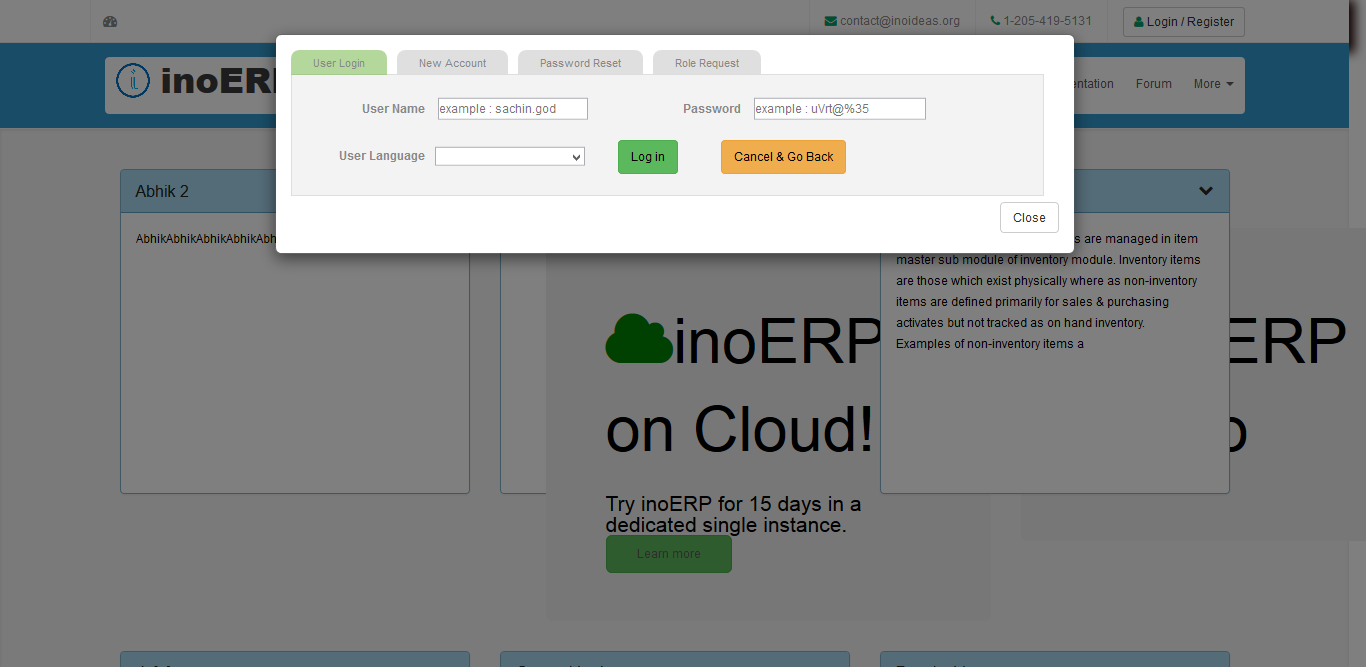 contact@inoideas.org
1-205-419-5131
Login / Register
User Login
New Account
Password Reset
Role Request
inoERP
entation
Forum
More
User Name
example : sachin.god
Password
example : uVrt@%35
User Language
Log in
Cancel & Go Back
Close
Abhik 2
AbhikAbhikAbhikAbhikAbh
s are managed in item
master sub module of inventory module. Inventory items
are those which exist physically where as non-inventory
items are defined primarily for sales & purchasing
activates but not tracked as on hand inventory.
Examples of non-inventory items a
inoERP
on Cloud!
Try inoERP for 15 days in a
dedicated single instance.
Learn more
ERP